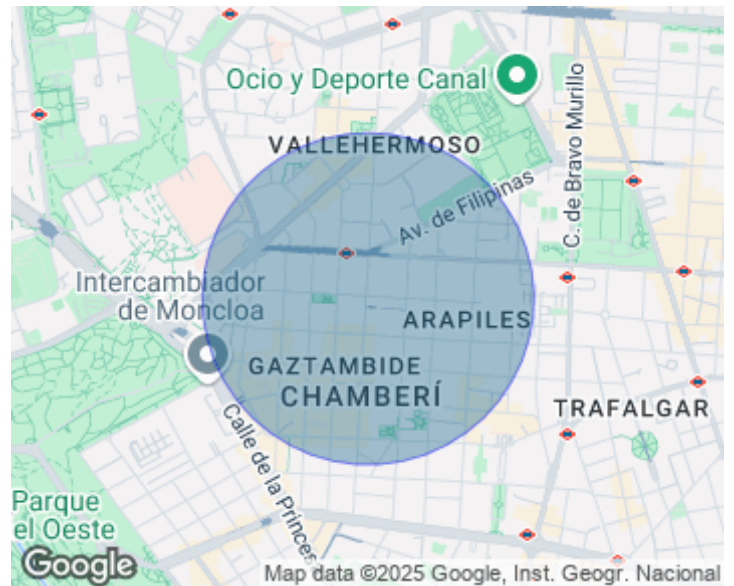 Ocio y Deporte Canal
VALLEHERMOSO
C. de Bravo Murillo
Av. de Filipinas
Intercambiador
de Moncloa
ARAPILES
GAZTAMBIDE
CHAMBERÍ
TRAFALGAR
Calle de la Princes
Parque
el Oeste
Google
Map data ©2025 Google, Inst. Geogr. Nacional